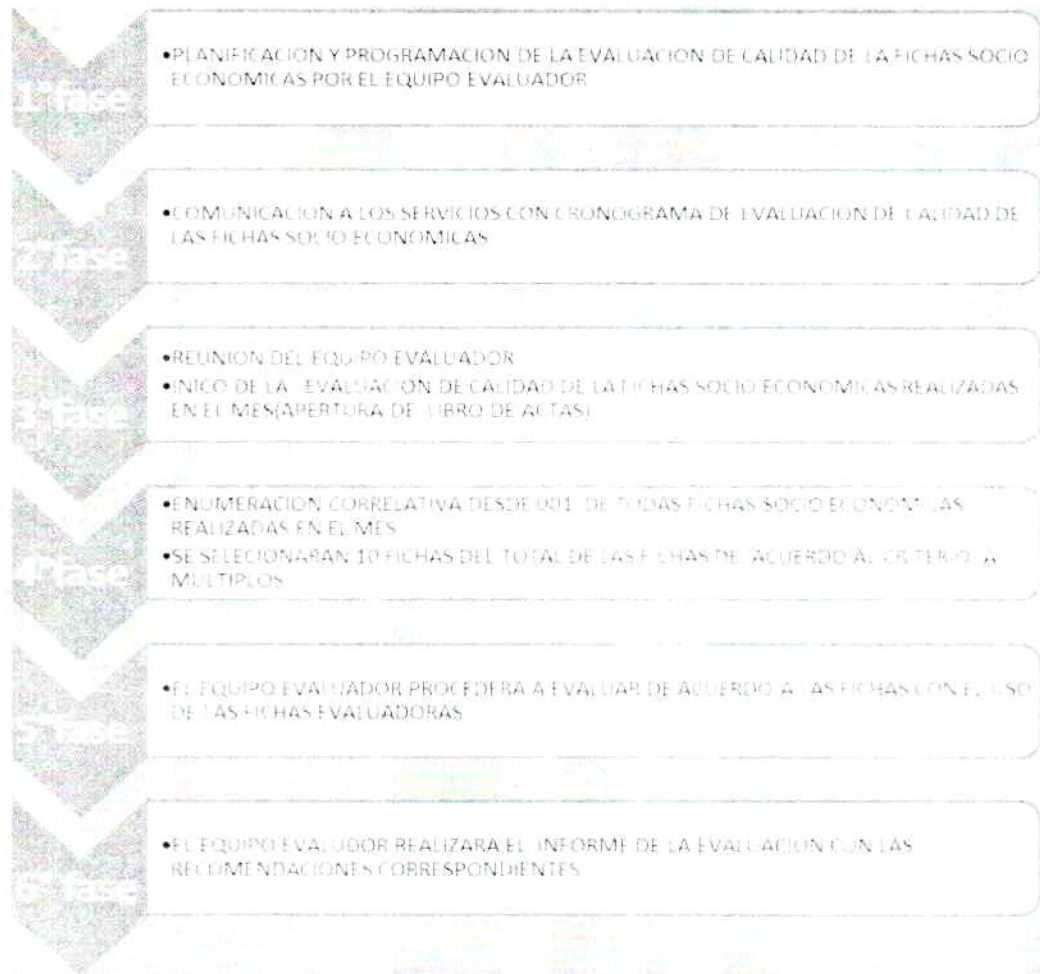 1°fase
•PLANIFICACION Y PROGRAMACION DE LA EVALUACION DE CALIDAD DE LA FICHAS SOCIO
ECONOMICAS POR EL EQUIPO EVALUADOR
2°fase
•COMUNICACION A LOS SERVICIOS CON CRONOGRAMA DE EVALUACION DE CALIDAD DE
LAS FICHAS SOCIO ECONOMICAS
3°fase
•REUNION DEL EQUIPO EVALUADOR
•INICO DE LA EVALUACION DE CALIDAD DE LA FICHAS SOCIO ECONOMICAS REALIZADAS
EN EL MES(APERTURA DE LIBRO DE ACTAS)
4°fase
•ENUMERACION CORRELATIVA DESDE 001 DE TODAS FICHAS SOCIO ECONOMICAS
REALIZADAS EN EL MES
•SE SELECIONARAN 10 FICHAS DEL TOTAL DE LAS FICHAS DE ACUERDO AL CRITERIO A
MULTIPLOS
5°fase
•EL EQUIPO EVALUADOR PROCEDERA A EVALUAR DE ACUERDO A LAS FICHAS CON EL USO
DE LAS FICHAS EVALUADORAS
6° fase
•EL EQUIPO EVALUDOR REALIZARA EL INFORME DE LA EVALUACION CON LAS
RECOMENDACIONES CORRESPONDIENTES